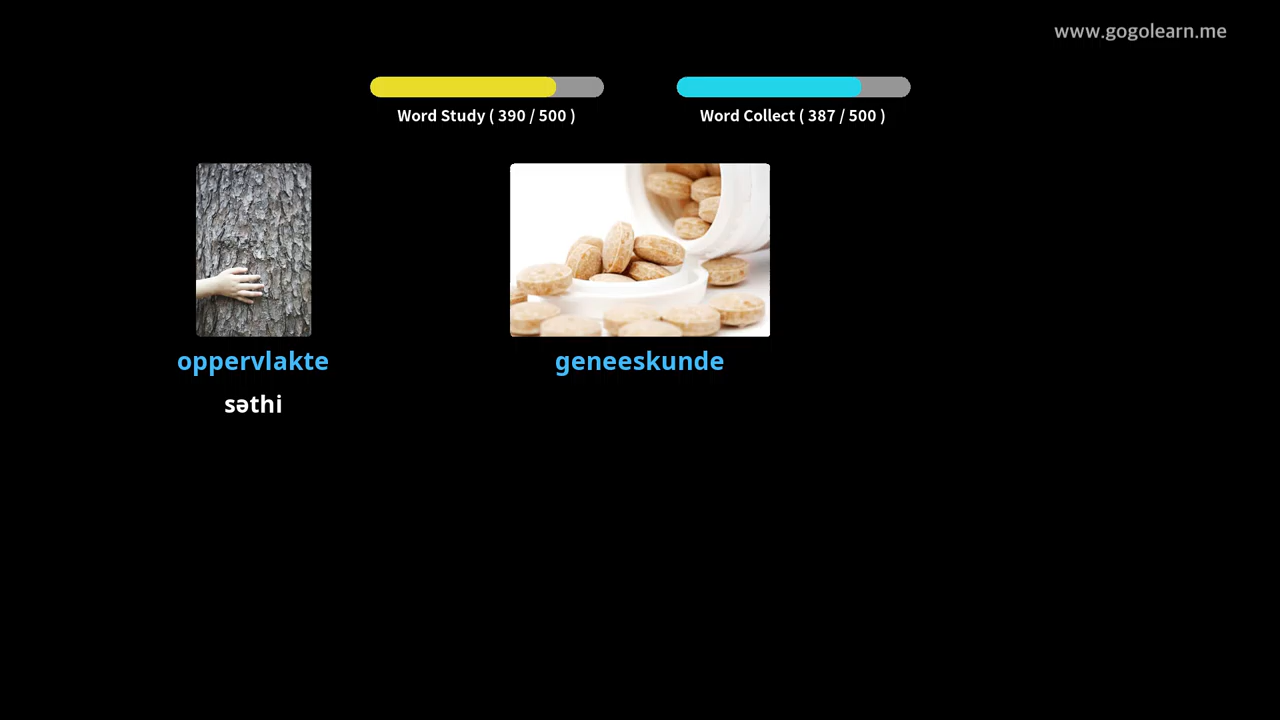 www.gogolearn.me
Word Study ( 390 / 500 )
Word Collect ( 387 / 500 )
oppervlakte
geneeskunde
səthi